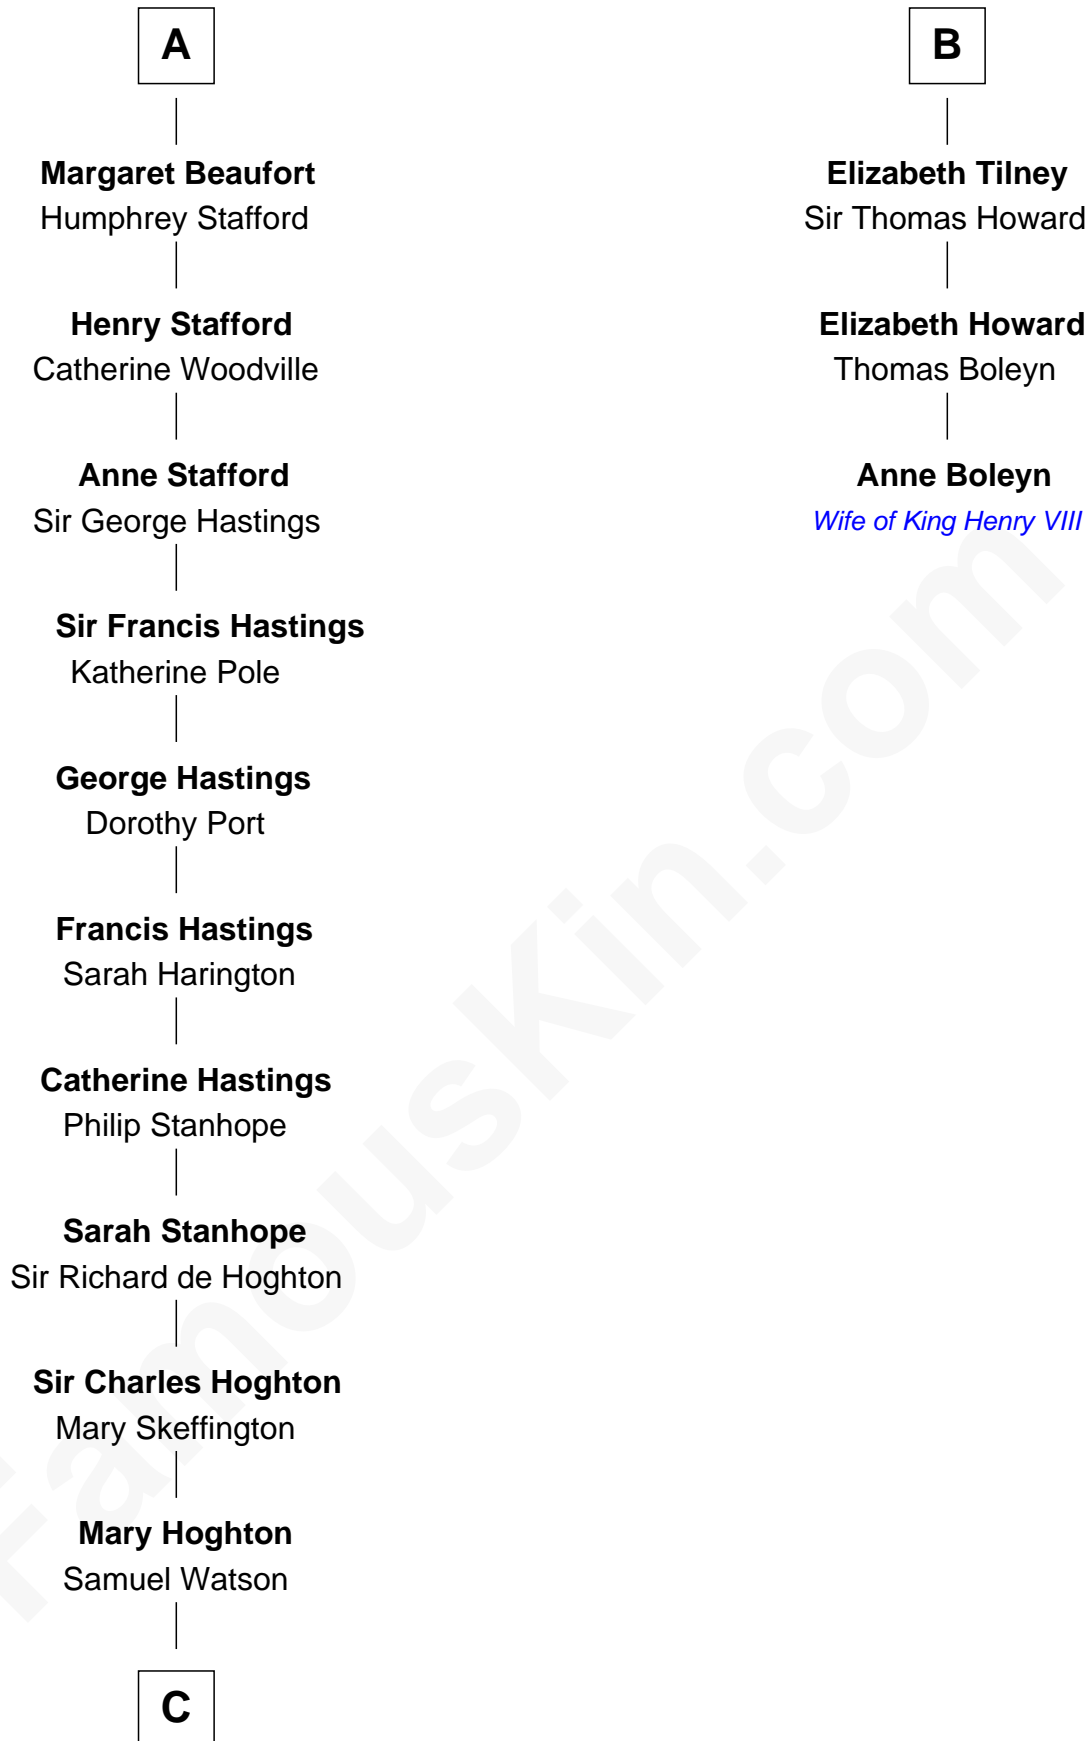 A
Margaret Beaufort
Humphrey Stafford
Henry Stafford
Catherine Woodville
Anne Stafford
Sir George Hastings
Sir Francis Hastings
Katherine Pole
George Hastings
Dorothy Port
Francis Hastings
Sarah Harington
Catherine Hastings
Philip Stanhope
Sarah Stanhope
Sir Richard de Hoghton
Sir Charles Hoghton
Mary Skeffington
Mary Hoghton
Samuel Watson
C
B
Elizabeth Tilney
Sir Thomas Howard
Elizabeth Howard
Thomas Boleyn
Anne Boleyn
Wife of King Henry VIII
FamousKin.com